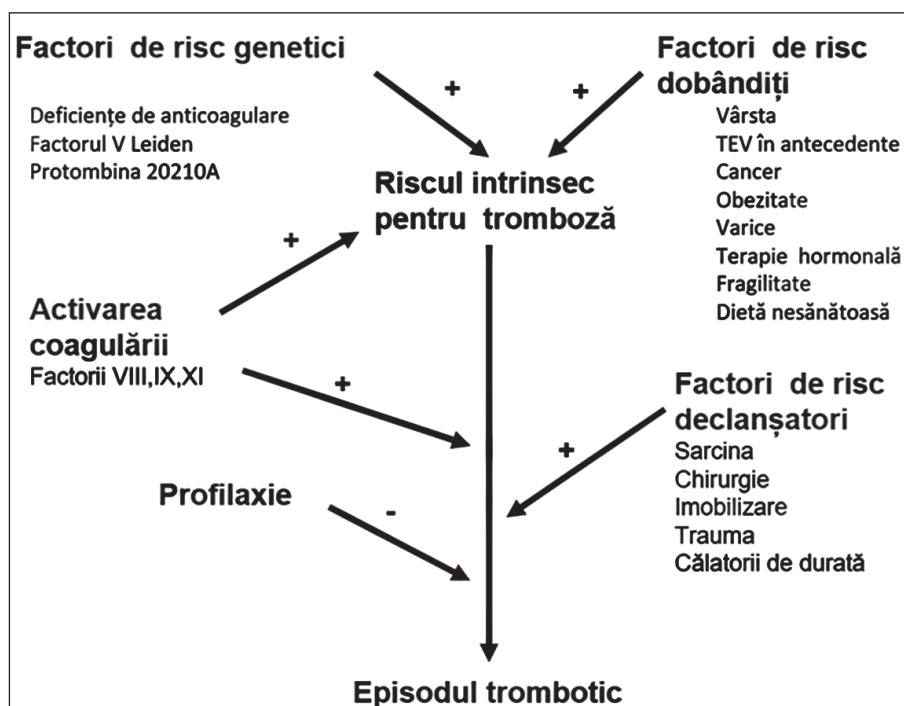 Factori de risc genetici
Deficiențe de anticoagulare
Factorul V Leiden
Protombina 20210A
Factori de risc
dobândiți
Vârsta
TEV în antecedente
Cancer
Obezitate
Varice
Terapie hormonală
Fragilitate
Dietă nesănătoasă
+
+
Riscul intrinsec
pentru tromboză
+
Activarea
coagulării
Factorii VIII,IX,XI
+
Factori de risc
declanșatori
Sarcina
Chirurgie
Imobilizare
Trauma
Călatorii de durată
+
Profilaxie
-
Episodul trombotic